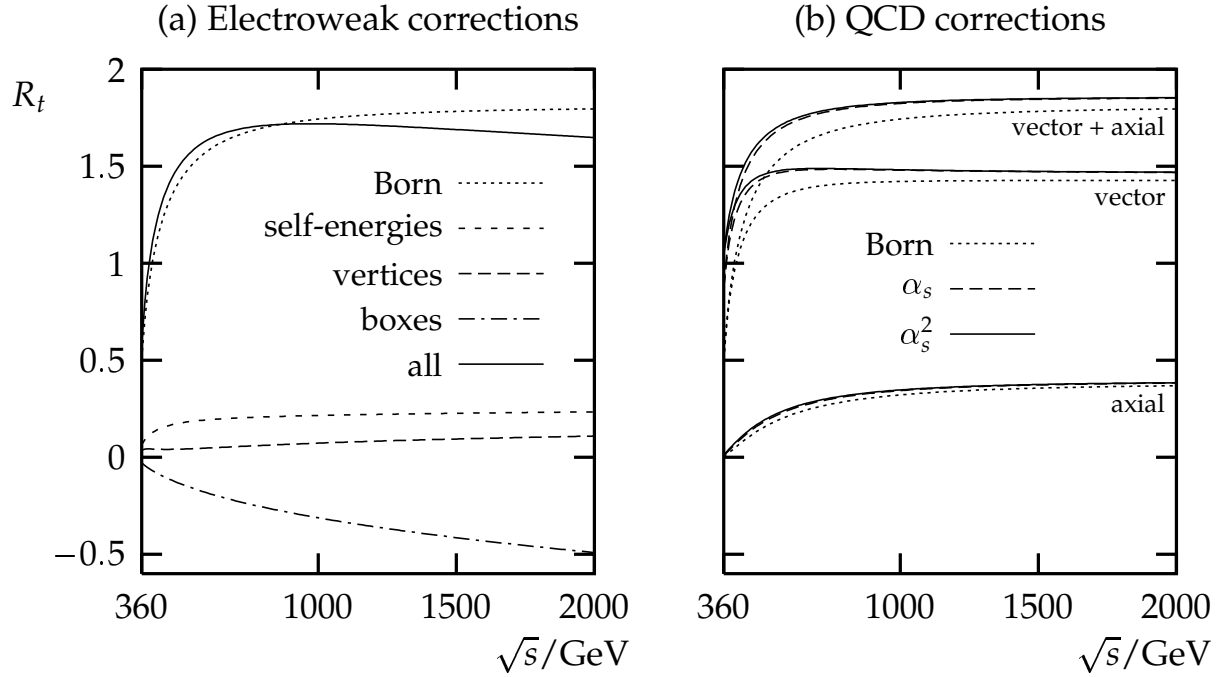 (a) Electroweak corrections
R_t
2
1.5
1
0.5
0
−0.5
Born
self-energies
vertices
boxes
all
360
1000
1500
2000
√s/GeV
(b) QCD corrections
vector + axial
vector
Born
α_s
α_s^2
axial
360
1000
1500
2000
√s/GeV